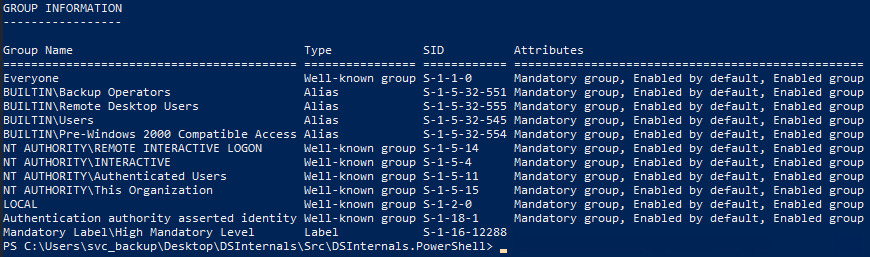 GROUP INFORMATION
-----------------
Group Name Type SID Attributes
========================================== ================ ============ ==================================================
Everyone Well-known group S-1-1-0 Mandatory group, Enabled by default, Enabled group
BUILTIN\Backup Operators Alias S-1-5-32-551 Mandatory group, Enabled by default, Enabled group
BUILTIN\Remote Desktop Users Alias S-1-5-32-555 Mandatory group, Enabled by default, Enabled group
BUILTIN\Users Alias S-1-5-32-545 Mandatory group, Enabled by default, Enabled group
BUILTIN\Pre-Windows 2000 Compatible Access Alias S-1-5-32-554 Mandatory group, Enabled by default, Enabled group
NT AUTHORITY\REMOTE INTERACTIVE LOGON Well-known group S-1-5-14 Mandatory group, Enabled by default, Enabled group
NT AUTHORITY\INTERACTIVE Well-known group S-1-5-4 Mandatory group, Enabled by default, Enabled group
NT AUTHORITY\Authenticated Users Well-known group S-1-5-11 Mandatory group, Enabled by default, Enabled group
NT AUTHORITY\This Organization Well-known group S-1-5-15 Mandatory group, Enabled by default, Enabled group
LOCAL Well-known group S-1-2-0 Mandatory group, Enabled by default, Enabled group
Authentication authority asserted identity Well-known group S-1-18-1 Mandatory group, Enabled by default, Enabled group
Mandatory Label\High Mandatory Level Label S-1-16-12288
PS C:\Users\svc_backup\Desktop\DSInternals\Src\DSInternals.PowerShell>